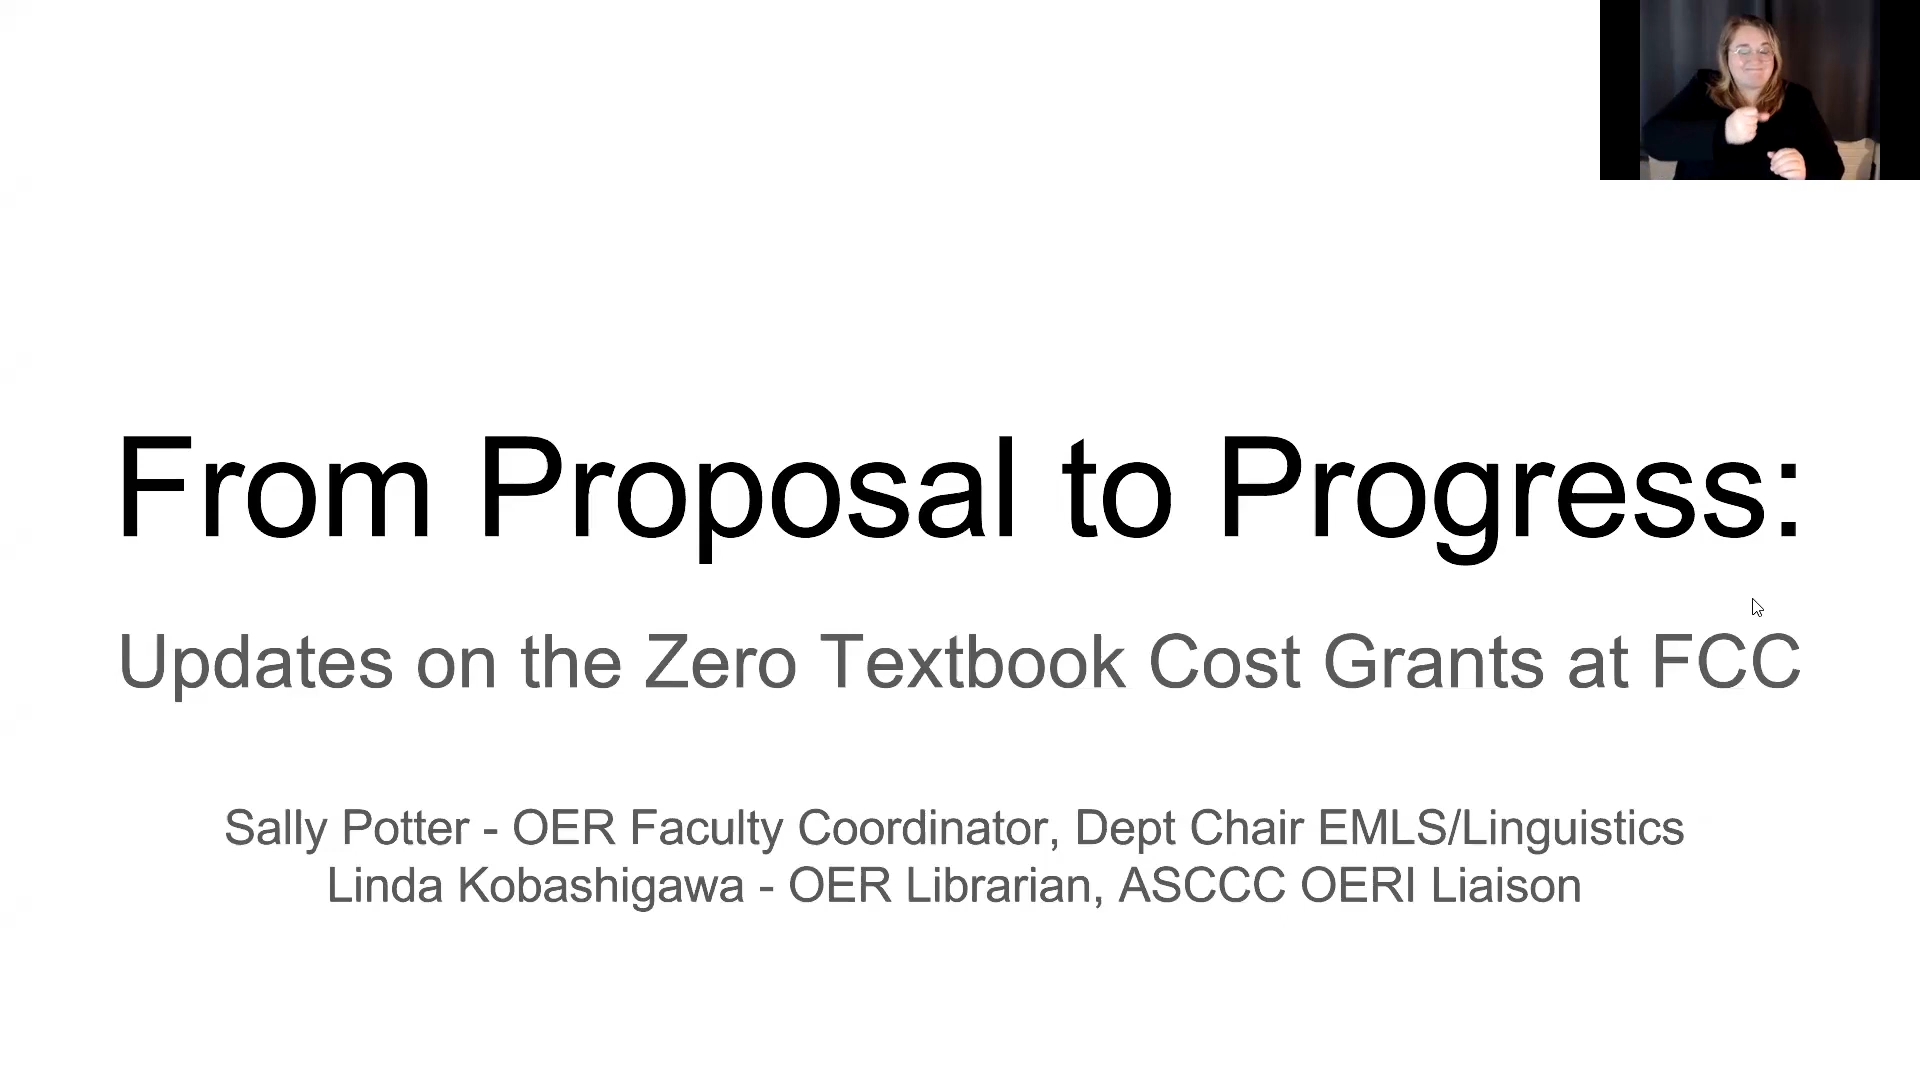 From Proposal to Progress:
Updates on the Zero Textbook Cost Grants at FCC
Sally Potter - OER Faculty Coordinator, Dept Chair EMLS/Linguistics
Linda Kobashigawa - OER Librarian, ASCCC OERI Liaison